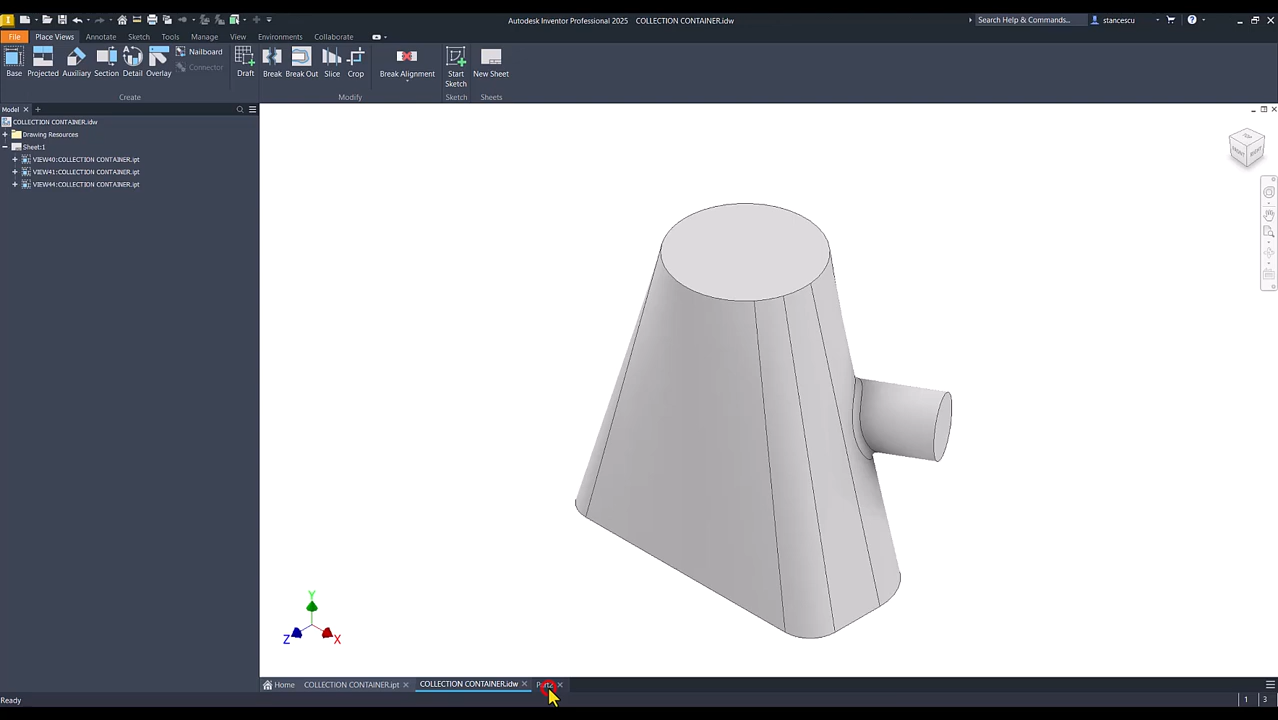 Autodesk Inventor Professional 2025 COLLECTION CONTAINER.idw
Search Help & Commands...
stancescu
File Place Views Annotate Sketch Tools Manage View Environments Collaborate
Base Projected Auxiliary Section Detail Overlay
Nailboard
Connector
Draft
Break Break Out Slice Crop
Break Alignment
Start Sketch
New Sheet
Create
Modify
Sketch
Sheets
Model
COLLECTION CONTAINER.idw
Drawing Resources
Sheet:1
VIEW40:COLLECTION CONTAINER.ipt
VIEW41:COLLECTION CONTAINER.ipt
VIEW44:COLLECTION CONTAINER.ipt
TOP
FRONT
RIGHT
Y
Z
X
Home
COLLECTION CONTAINER.ipt
COLLECTION CONTAINER.idw
Ready
1
3